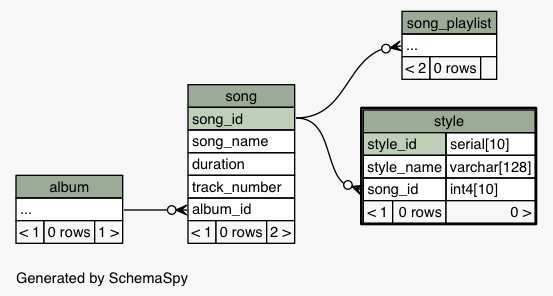 song_playlist
...
< 2 0 rows
song
song_id
song_name
duration
track_number
album_id
< 1 0 rows 2 >
style
style_id serial[10]
style_name varchar[128]
song_id int4[10]
< 1 0 rows 0 >
album
...
< 1 0 rows 1 >
Generated by SchemaSpy